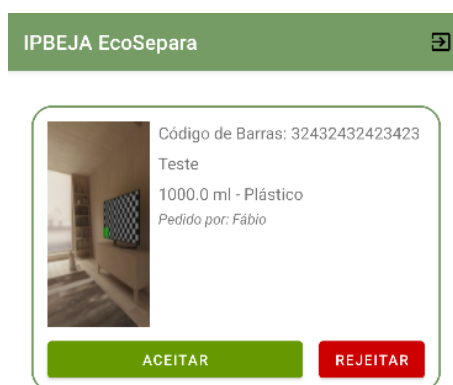 IPBEJA EcoSepara
Código de Barras: 32432432423423
Teste
1000.0 ml - Plástico
Pedido por: Fábio
ACEITAR
REJEITAR